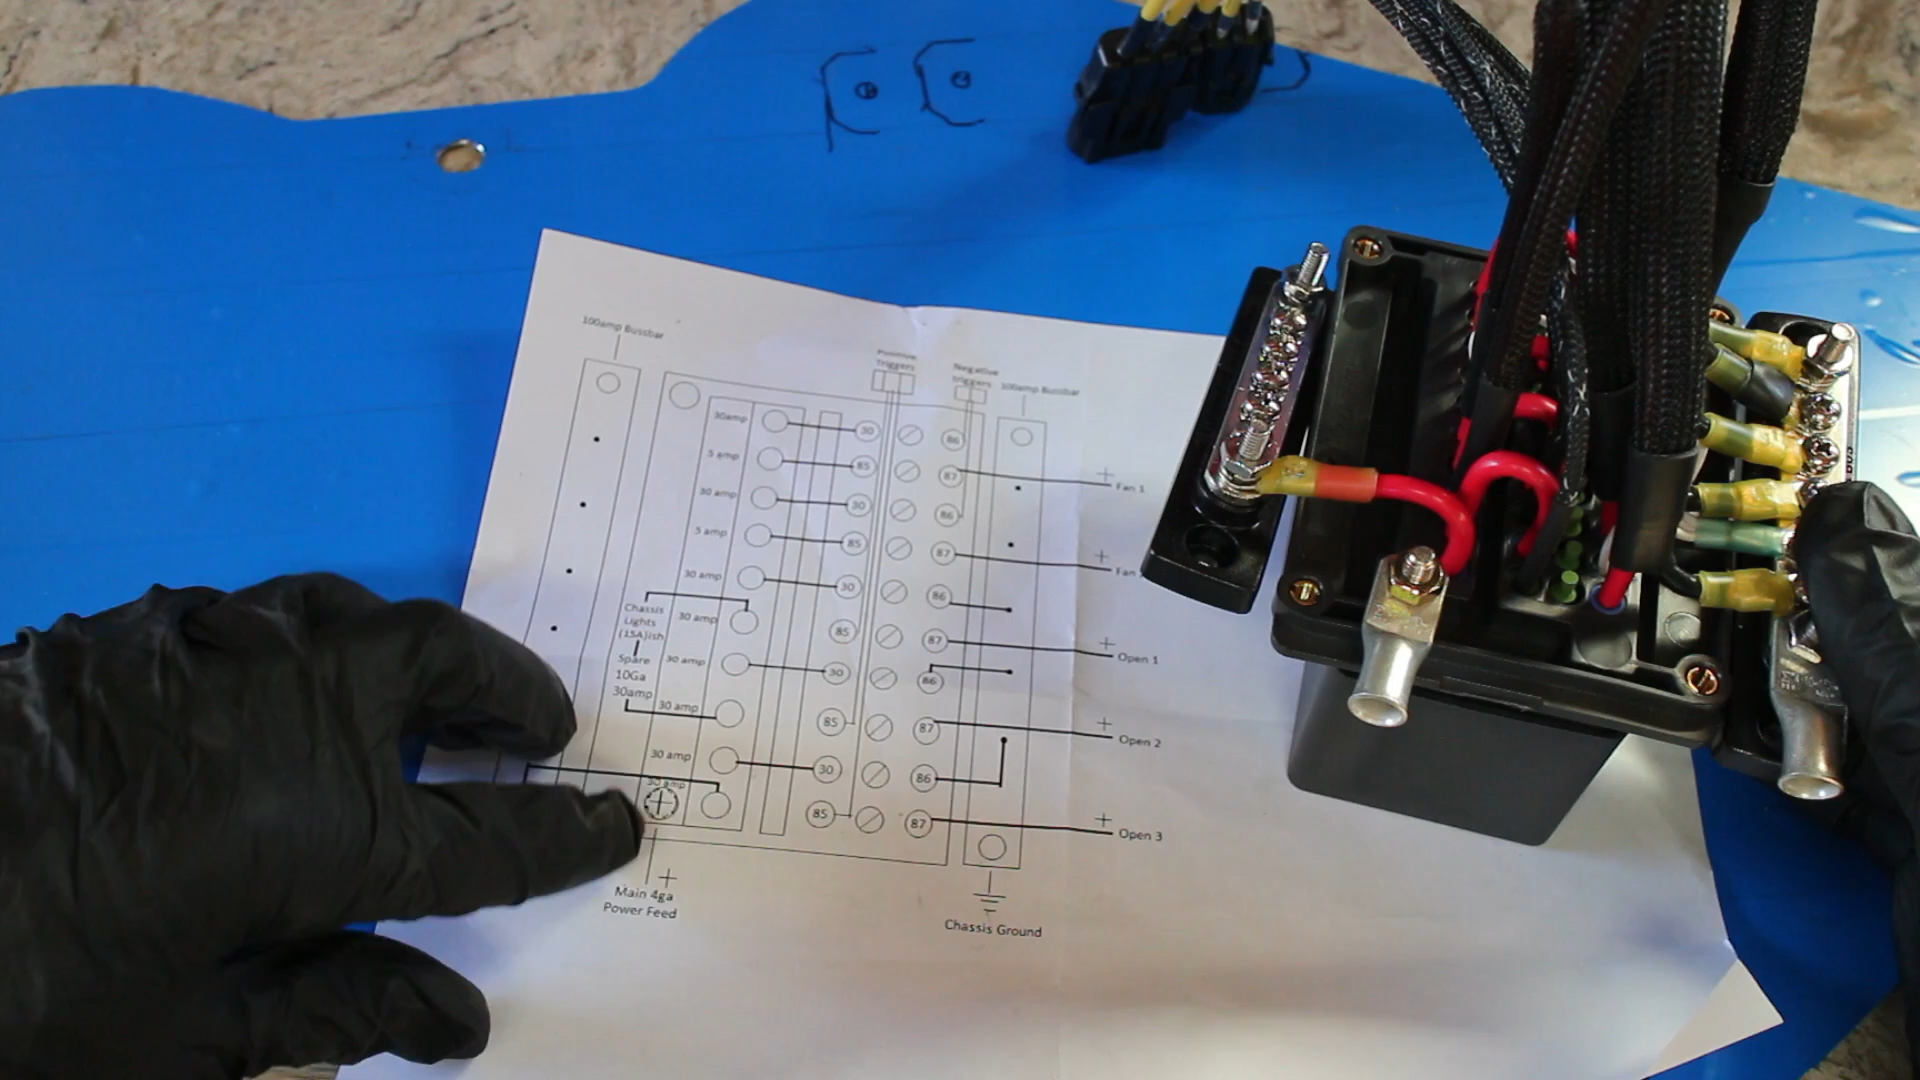 100amp Bussbar
Positive
Triggers
Negative
triggers
100amp Bussbar
30amp
30
86
5 amp
85
87
+
Fan 1
30 amp
30
86
5 amp
85
87
+
Fan
30 amp
30
86
Chassis
Lights
(15A)ish
30 amp
85
87
+
Open 1
Spare
10Ga
30amp
30 amp
30
86
30 amp
85
87
+
Open 2
30 amp
30
86
30 amp
+
85
87
+
Open 3
+
Main 4ga
Power Feed
Chassis Ground